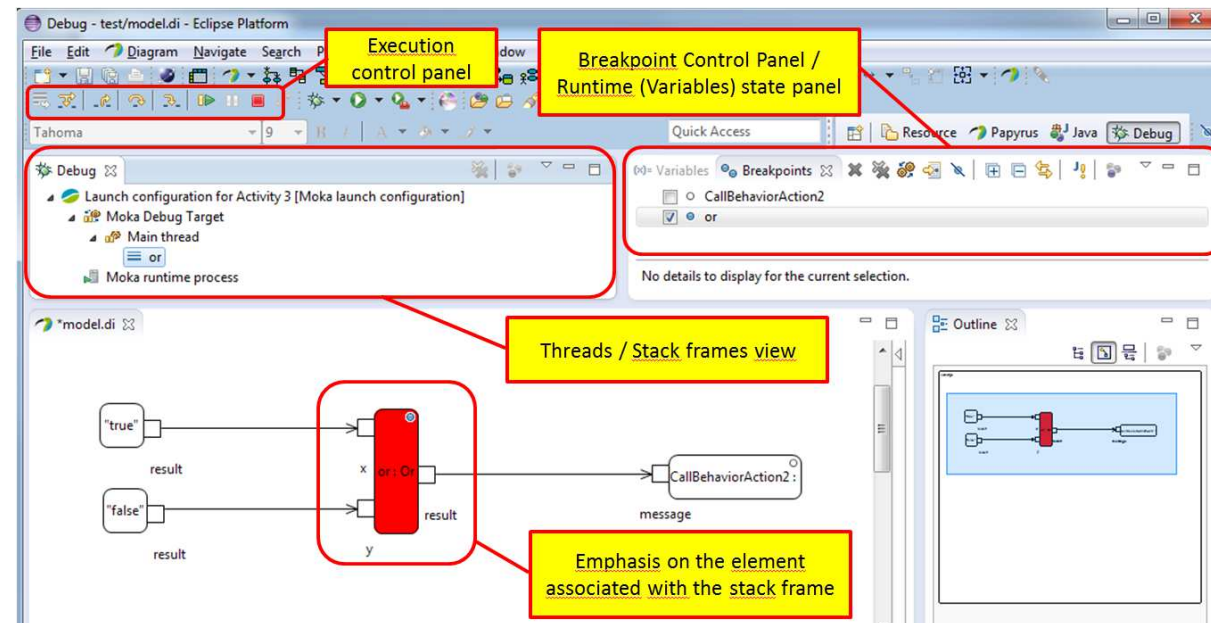 Debug - test/model.di - Eclipse Platform
File Edit Diagram Navigate Search P
dow
Execution
control panel
Breakpoint Control Panel /
Runtime (Variables) state panel
Tahoma 9 B I A
Quick Access
Resource Papyrus Java Debug
Debug
(x)= Variables Breakpoints
Launch configuration for Activity 3 [Moka launch configuration]
CallBehaviorAction2
Moka Debug Target
or
Main thread
or
Moka runtime process
No details to display for the current selection.
*model.di
Outline
Threads / Stack frames view
"true"
result
x
or : Or
CallBehaviorAction2 :
"false"
result
message
result
y
Emphasis on the element
associated with the stack frame